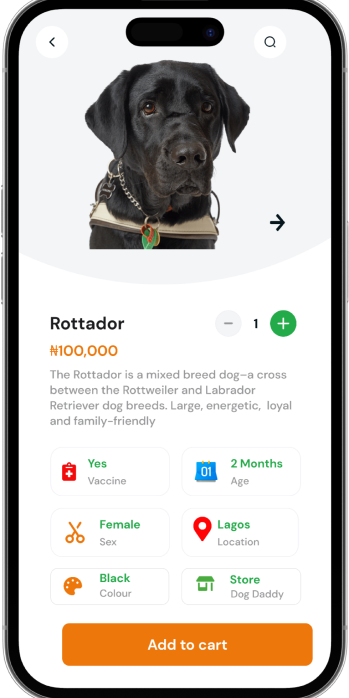 Rottador
1
₦100,000
The Rottador is a mixed breed dog–a cross
between the Rottweiler and Labrador
Retriever dog breeds. Large, energetic, loyal
and family-friendly
Yes
Vaccine
01
2 Months
Age
Female
Sex
Lagos
Location
Black
Colour
Store
Dog Daddy
Add to cart